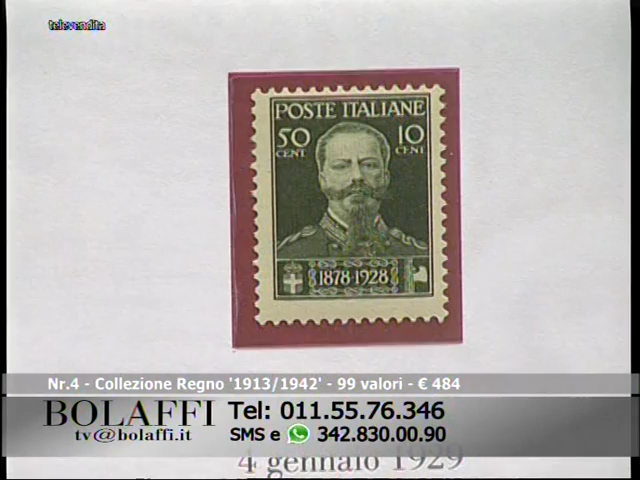 televendita
POSTE ITALIANE
50 10
CENT CENT
1878-1928
Nr.4 - Collezione Regno '1913/1942' - 99 valori - € 484
BOLAFFI Tel: 011.55.76.346
tv@bolaffi.it SMS e 342.830.00.90
4 gennaio 1929